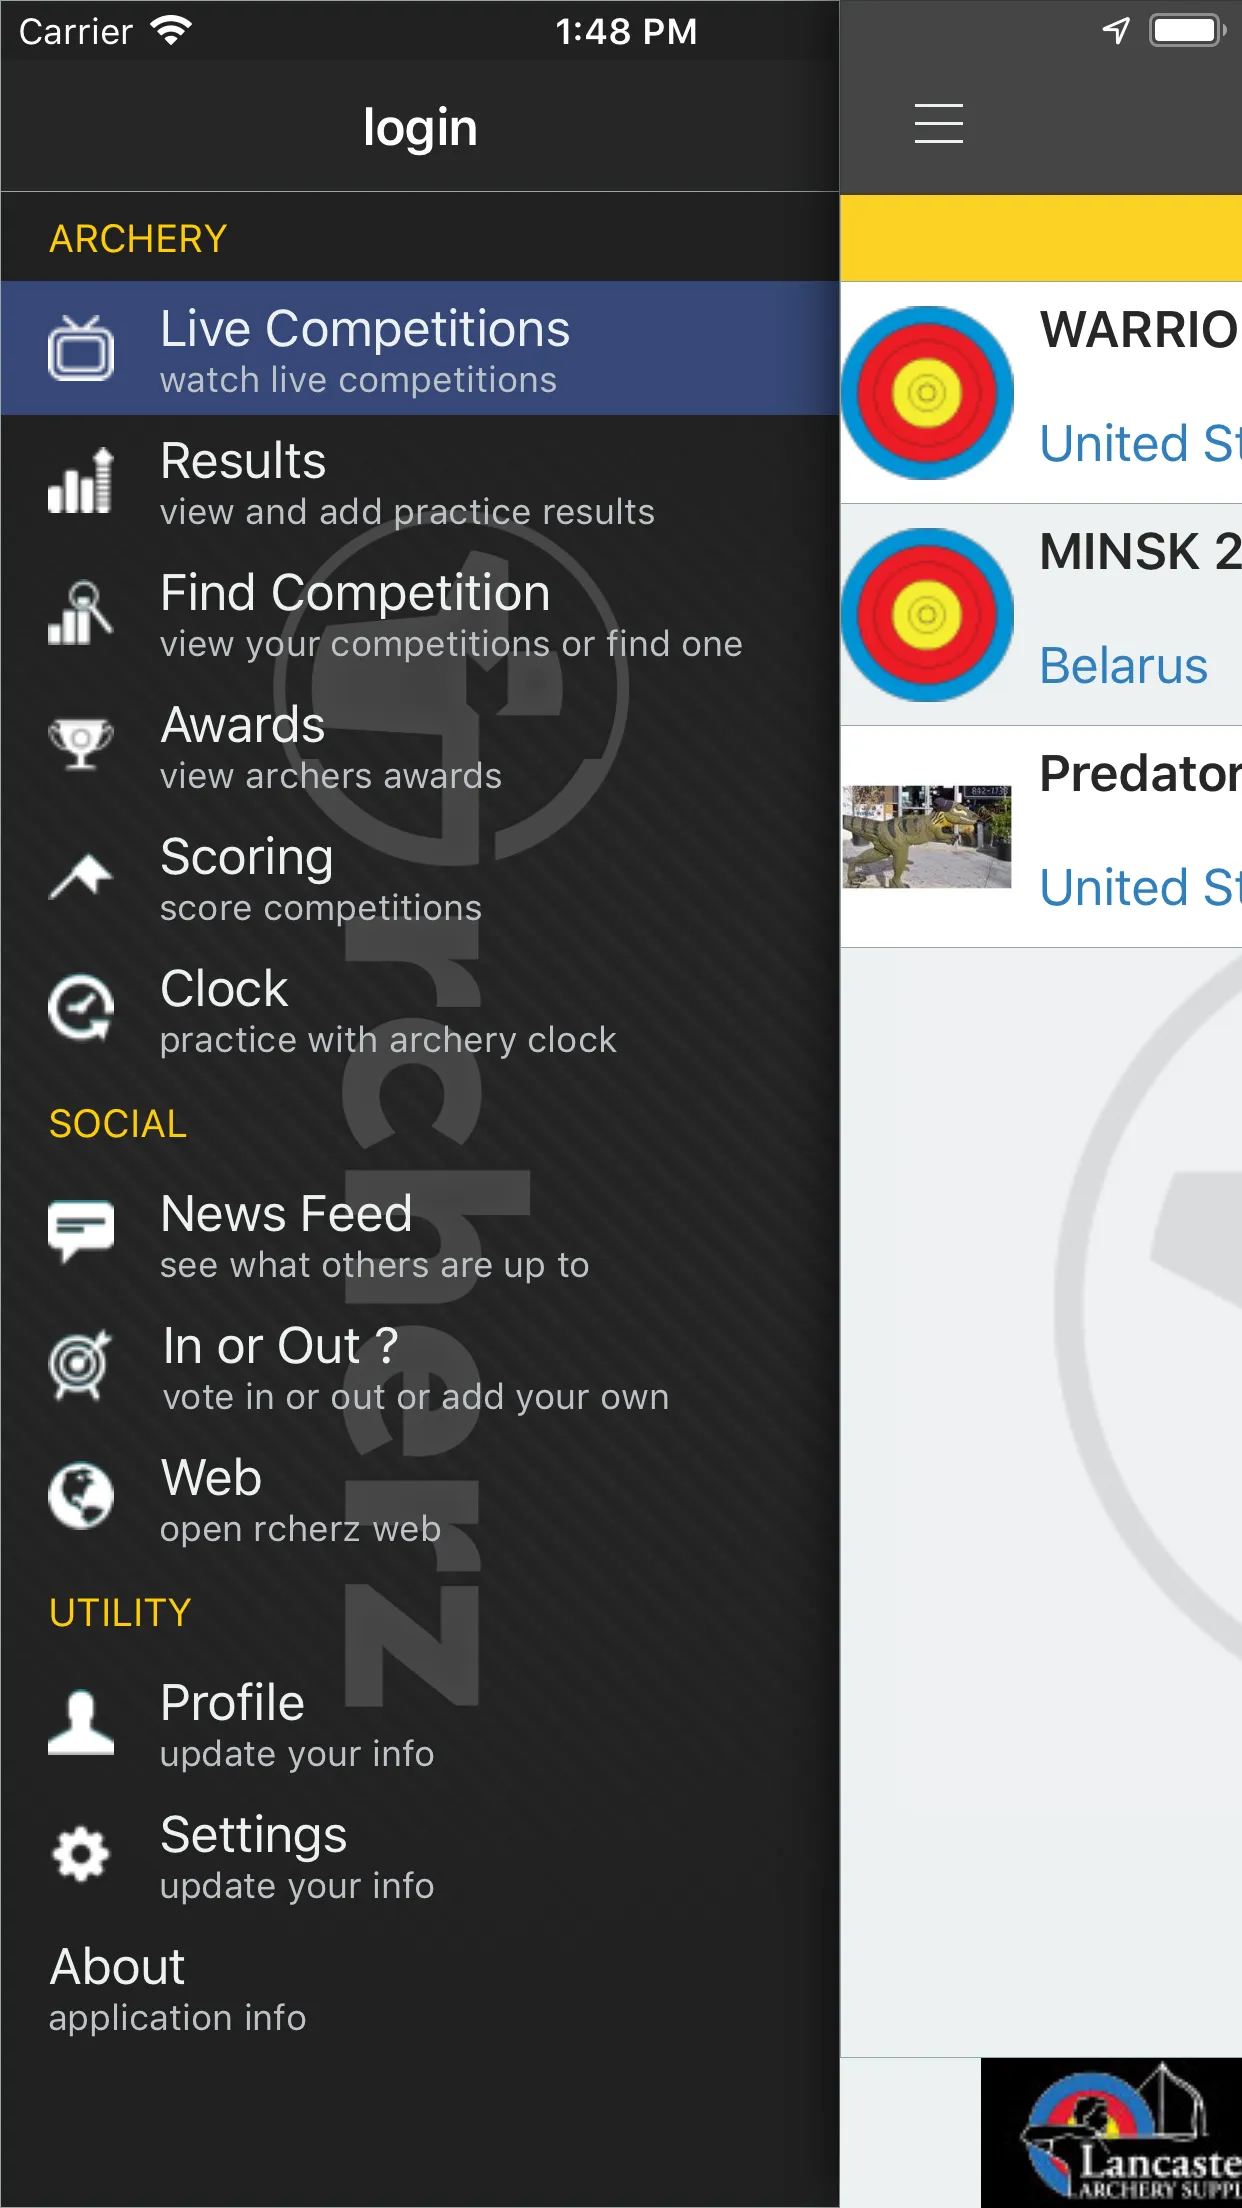 Carrier 1:48 PM
login
ARCHERY
Live Competitions
watch live competitions
Results
view and add practice results
Find Competition
view your competitions or find one
Awards
view archers awards
Scoring
score competitions
Clock
practice with archery clock
SOCIAL
News Feed
see what others are up to
In or Out ?
vote in or out or add your own
Web
open rcherz web
UTILITY
Profile
update your info
Settings
update your info
About
application info
rcherz
WARRIO
United St
MINSK 2
Belarus
Predator
United St
Lancaste
ARCHERY SUPPL